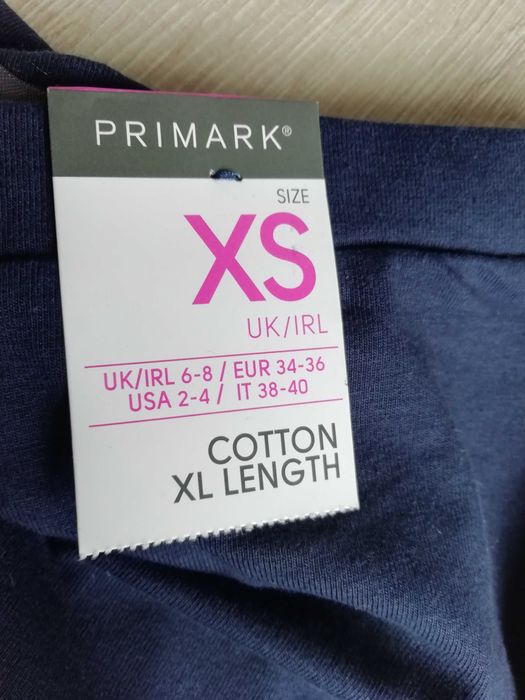 PRIMARK®
SIZE
XS
UK/IRL
UK/IRL 6-8 / EUR 34-36
USA 2-4 / IT 38-40
COTTON
XL LENGTH